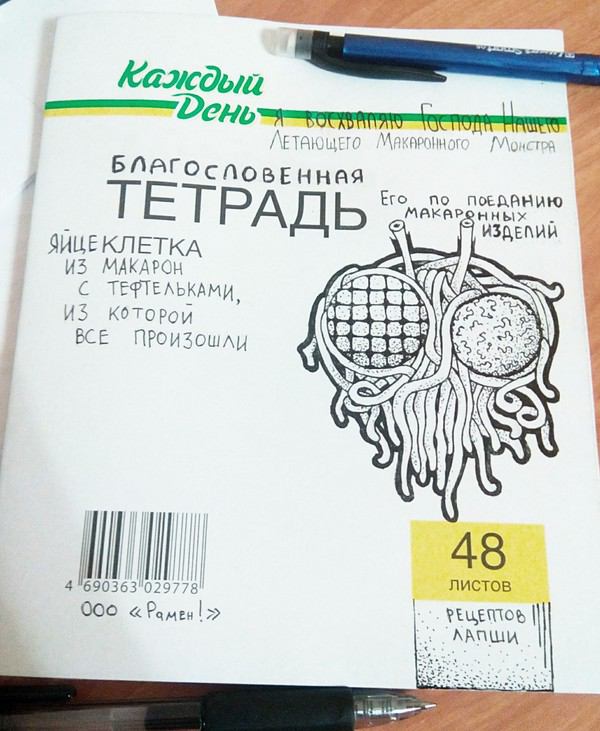 Каждый
День
Я ВОСХВАЛЯЮ ГОСПОДА НАШЕГО
ЛЕТАЮЩЕГО МАКАРОННОГО МОНСТРА
БЛАГОСЛОВЕННАЯ
ТЕТРАДЬ
ЕГО ПО ПОЕДАНИЮ
МАКАРОННЫХ
ИЗДЕЛИЙ
ЯЙЦЕКЛЕТКА
ИЗ МАКАРОН
С ТЕФТЕЛЬКАМИ,
ИЗ КОТОРОЙ
ВСЕ ПРОИЗОШЛИ
4 690363 029778
ООО «Рамен!»
48
ЛИСТОВ
РЕЦЕПТОВ
ЛАПШИ